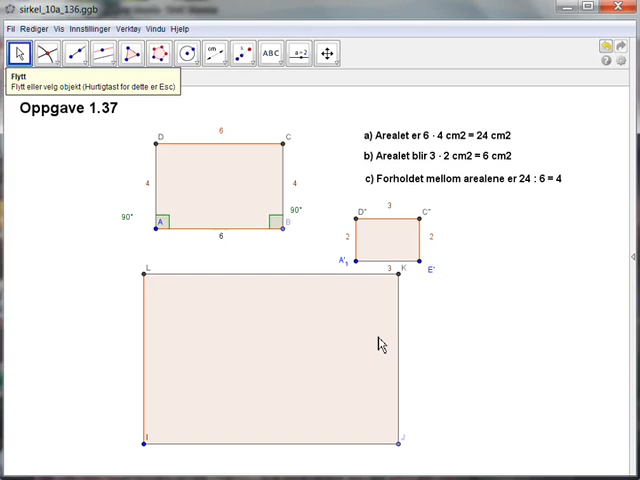 sirkel_10a_136.ggb
Fil Rediger Vis Innstillinger Verktøy Vindu Hjelp
ABC
a=2
cm
Flytt
Flytt eller velg objekt (Hurtigtast for dette er Esc)
Oppgave 1.37
D 6 C
a) Arealet er 6 · 4 cm2 = 24 cm2
b) Arealet blir 3 · 2 cm2 = 6 cm2
4 4
c) Forholdet mellom arealene er 24 : 6 = 4
90° A 90° B
6
3
D" C"
2 2
A'1 3 E"
L K
I J